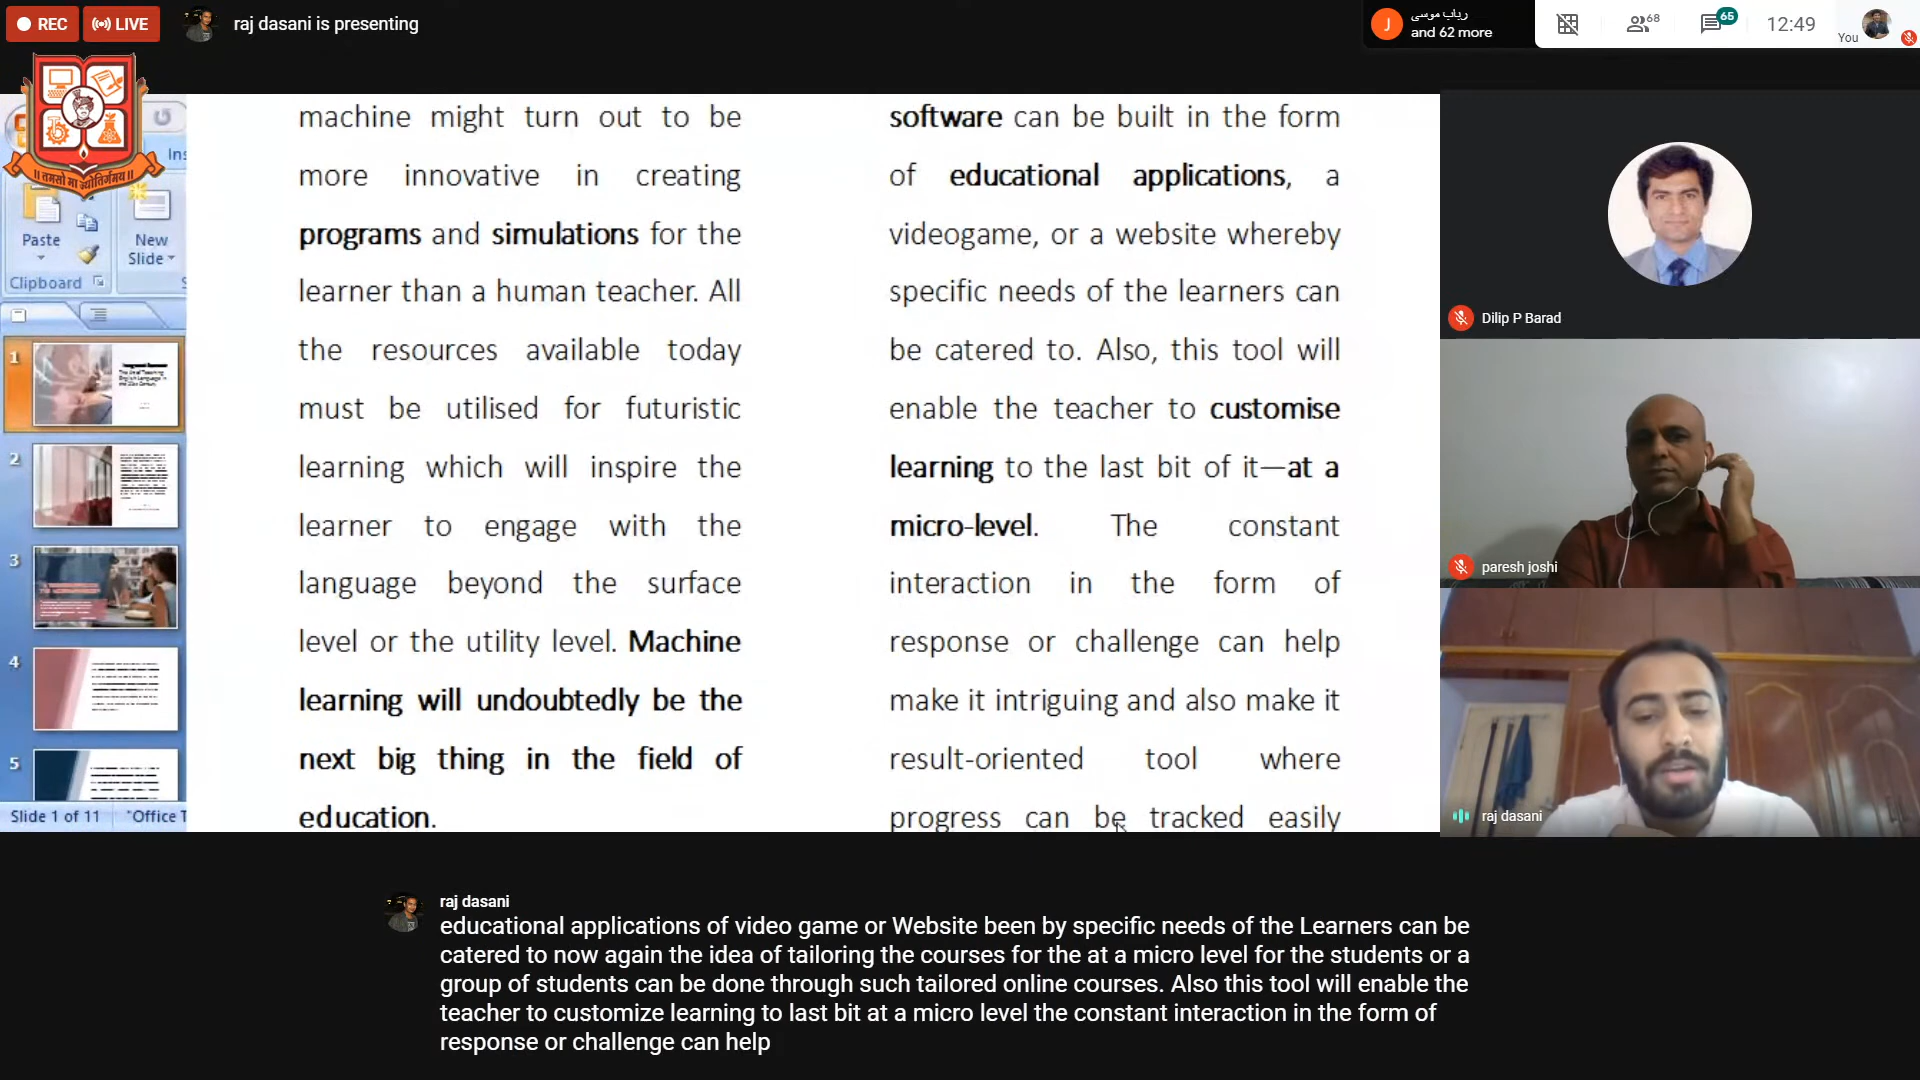 REC
LIVE
raj dasani is presenting
رباب موسى
and 62 more
J
68
65
12:49
You
॥ तमसो मा ज्योतिर्गमय ॥
Ins
Paste
New
Slide
Clipboard
1
2
3
4
5
Slide 1 of 11
"Office T
machine might turn out to be
more innovative in creating
programs and simulations for the
learner than a human teacher. All
the resources available today
must be utilised for futuristic
learning which will inspire the
learner to engage with the
language beyond the surface
level or the utility level. Machine
learning will undoubtedly be the
next big thing in the field of
education.
software can be built in the form
of educational applications, a
videogame, or a website whereby
specific needs of the learners can
be catered to. Also, this tool will
enable the teacher to customise
learning to the last bit of it—at a
micro-level. The constant
interaction in the form of
response or challenge can help
make it intriguing and also make it
result-oriented tool where
progress can be tracked easily
Dilip P Barad
paresh joshi
raj dasani
raj dasani
educational applications of video game or Website been by specific needs of the Learners can be
catered to now again the idea of tailoring the courses for the at a micro level for the students or a
group of students can be done through such tailored online courses. Also this tool will enable the
teacher to customize learning to last bit at a micro level the constant interaction in the form of
response or challenge can help